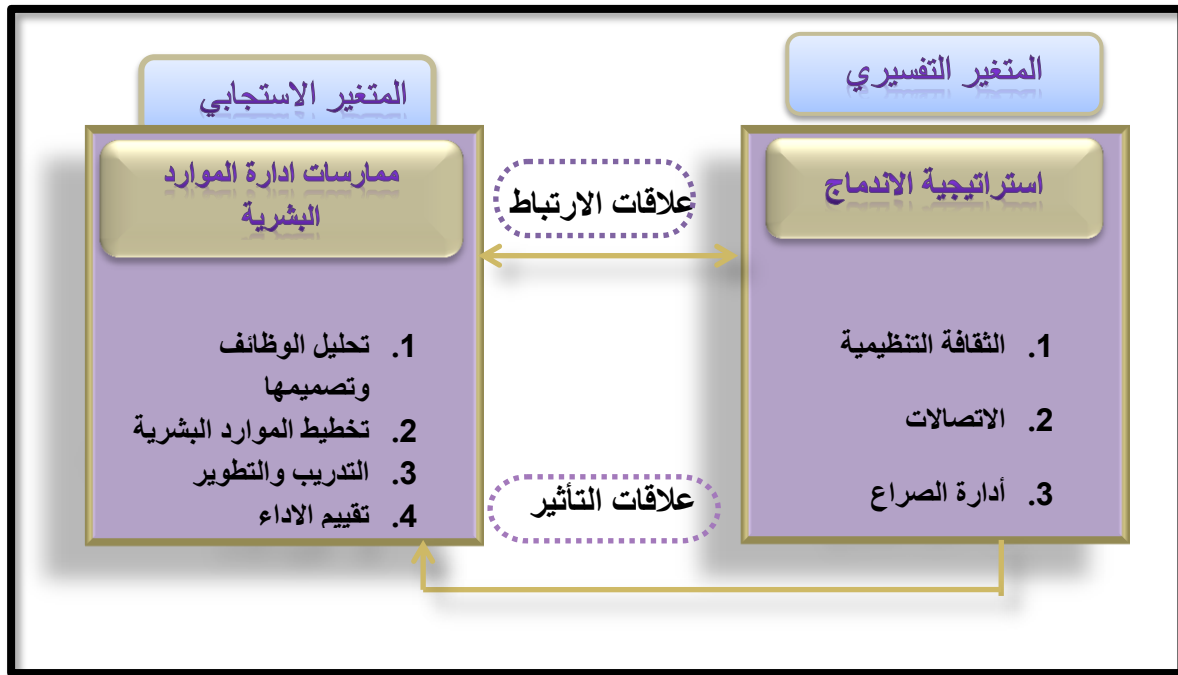 المتغير التفسيري
استراتيجية الاندماج
1. الثقافة التنظيمية
2. الاتصالات
3. أدارة الصراع
علاقات الارتباط
علاقات التأثير
المتغير الاستجابي
ممارسات ادارة الموارد
البشرية
1. تحليل الوظائف
وتصميمها
2. تخطيط الموارد البشرية
3. التدريب والتطوير
4. تقييم الاداء